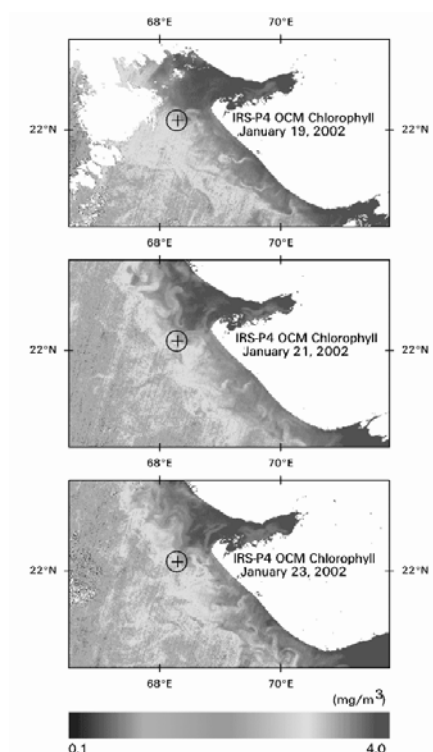 68°E 70°E
22°N 22°N
IRS-P4 OCM Chlorophyll
January 19, 2002
68°E 70°E
22°N 22°N
IRS-P4 OCM Chlorophyll
January 21, 2002
68°E 70°E
22°N 22°N
IRS-P4 OCM Chlorophyll
January 23, 2002
68°E 70°E
(mg/m³)
0.1 4.0